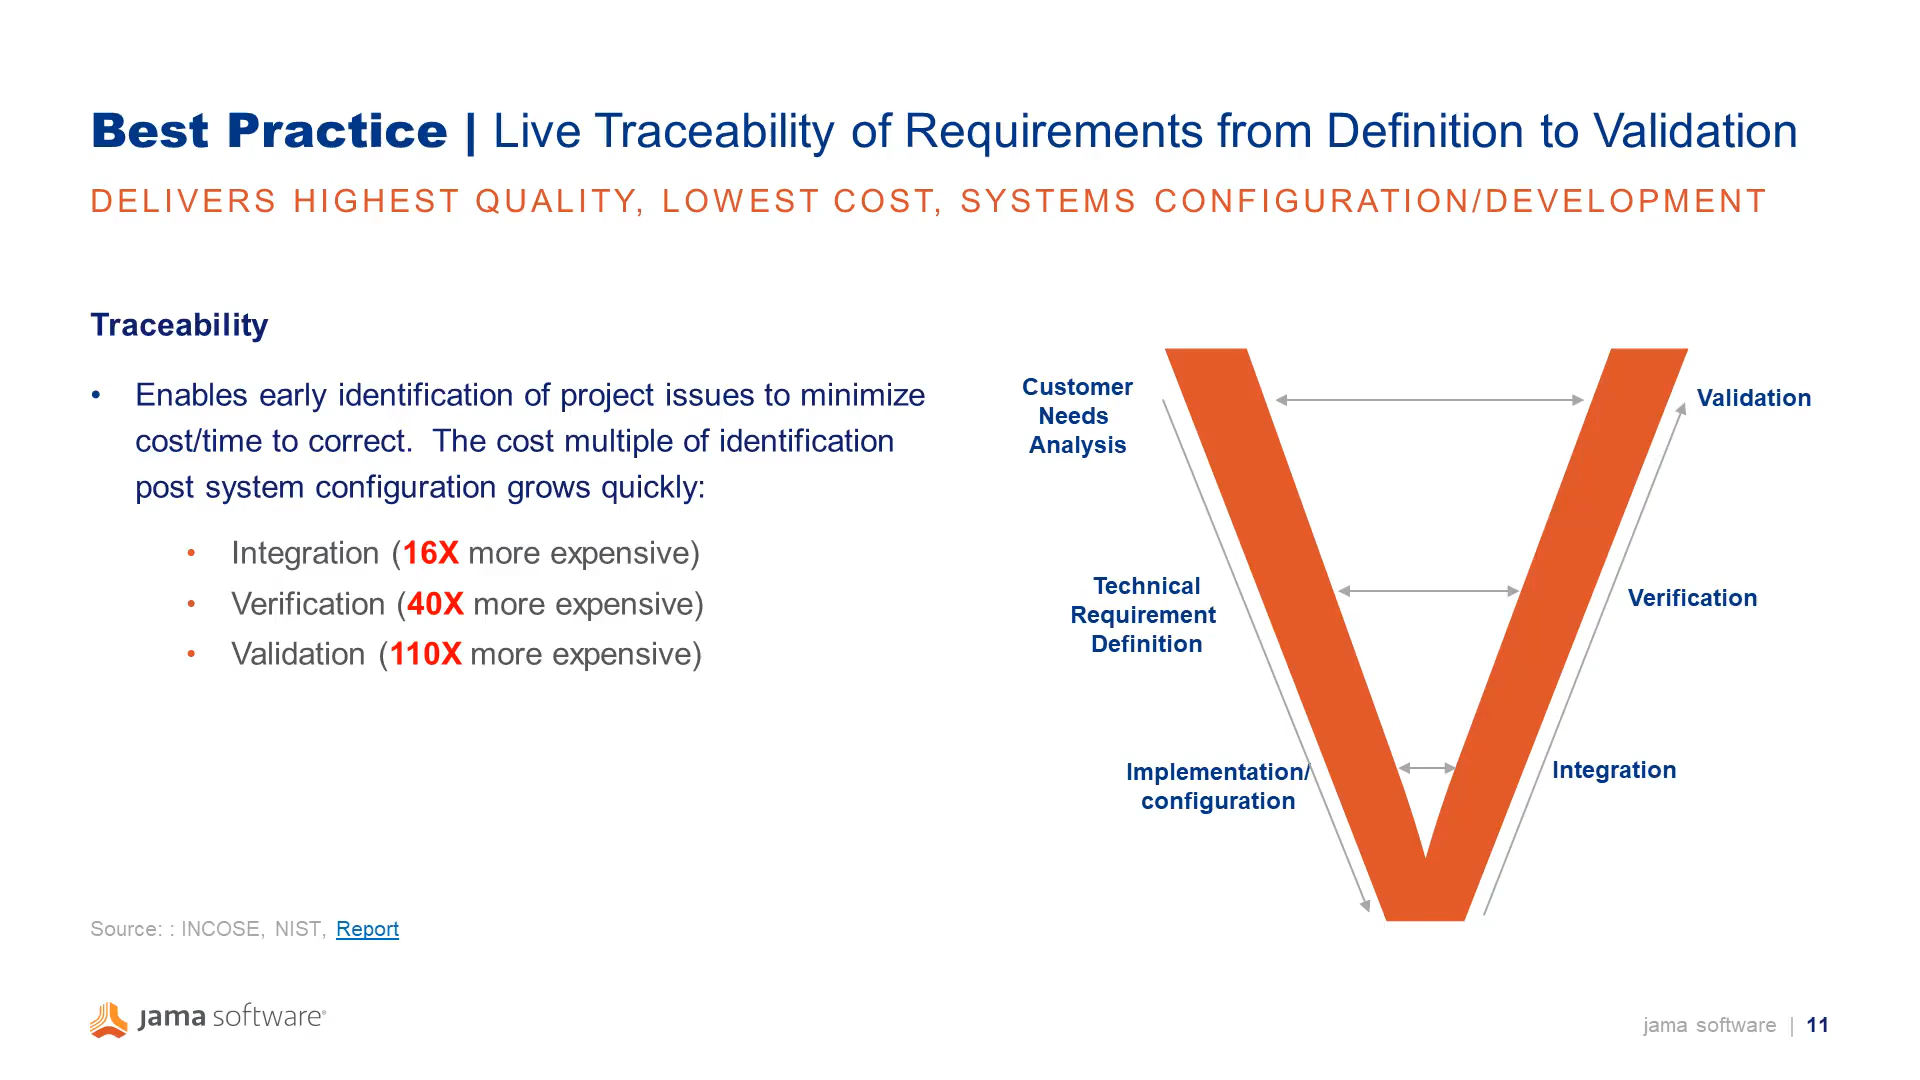 Best Practice | Live Traceability of Requirements from Definition to Validation
DELIVERS HIGHEST QUALITY, LOWEST COST, SYSTEMS CONFIGURATION/DEVELOPMENT
Traceability
• Enables early identification of project issues to minimize
cost/time to correct.  The cost multiple of identification
post system configuration grows quickly:
• Integration (16X more expensive)
• Verification (40X more expensive)
• Validation (110X more expensive)
Customer
Needs
Analysis
Validation
Technical
Requirement
Definition
Verification
Implementation/
configuration
Integration
Source: : INCOSE, NIST, Report
jama software®
jama software | 11